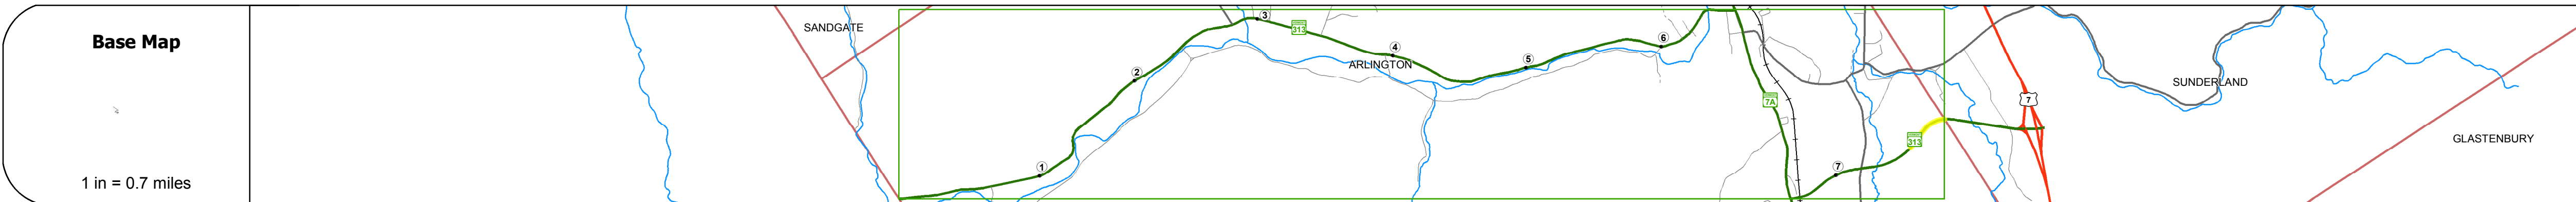 Base Map
1 in = 0.7 miles
SANDGATE
3
313
2
4
ARLINGTON
5
6
1
7A
7
313
7
SUNDERLAND
GLASTENBURY